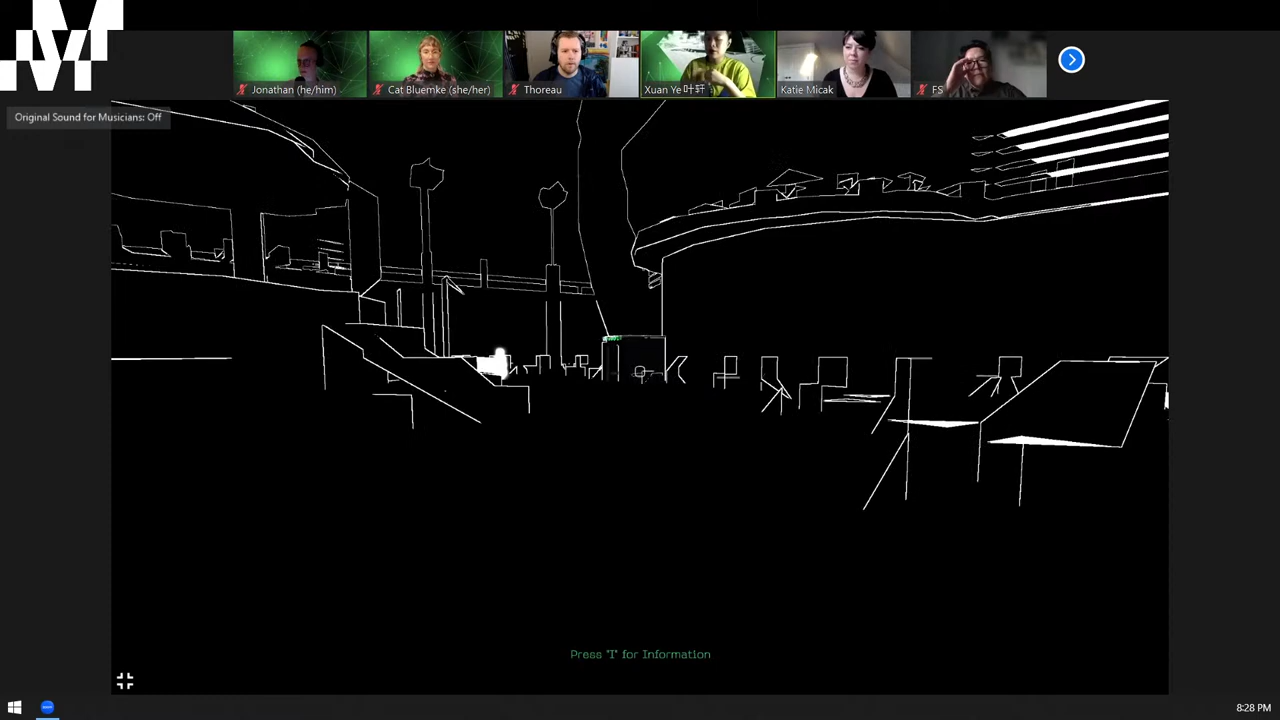 Jonathan (he/him)
Cat Bluemke (she/her)
Thoreau
Xuan Ye 叶轩
Katie Micak
FS
Original Sound for Musicians: Off
Press "I" for Information
8:28 PM